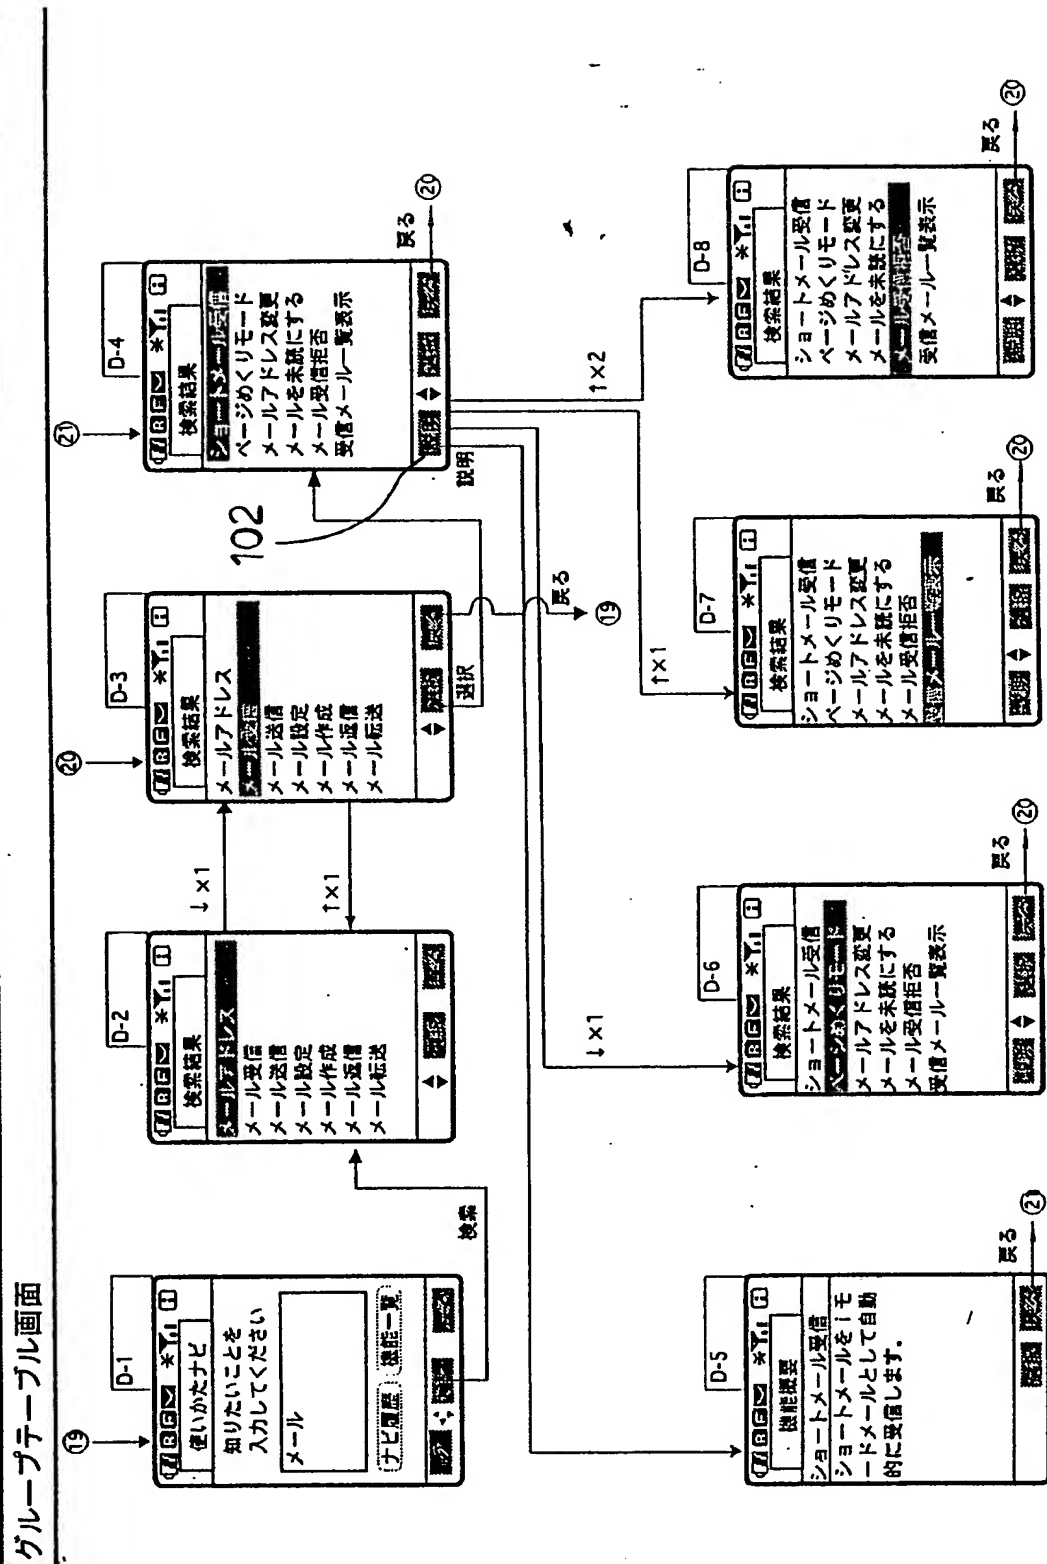 グループテーブル画面
⑲
D-1
使いかたナビ
知りたいことを
入力してください
メール
ナビ履歴 機能一覧
検索
D-2
検索結果
メールアドレス
メール受信
メール送信
メール設定
メール作成
メール返信
メール転送
↓×1
↑×1
⑳
D-3
検索結果
メールアドレス
メール受信
メール送信
メール設定
メール作成
メール返信
メール転送
選択
戻る
⑲
102
㉑
D-4
検索結果
ショートメール受信
ページめくりモード
メールアドレス変更
メールを未読にする
メール受信拒否
受信メール一覧表示
説明
戻る
⑳
D-5
機能概要
ショートメール受信
ショートメールをiモ
ードメールとして自動
的に受信します。
戻る
㉑
↓×1
D-6
検索結果
ショートメール受信
ページめくりモード
メールアドレス変更
メールを未読にする
メール受信拒否
受信メール一覧表示
戻る
⑳
↑×1
D-7
検索結果
ショートメール受信
ページめくりモード
メールアドレス変更
メールを未読にする
メール受信拒否
受信メール一覧表示
戻る
⑳
↑×2
D-8
検索結果
ショートメール受信
ページめくりモード
メールアドレス変更
メールを未読にする
メール受信拒否
受信メール一覧表示
戻る
⑳